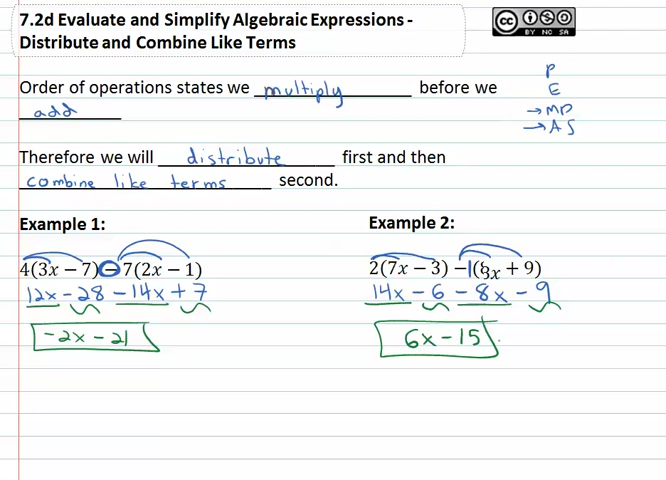 7.2d Evaluate and Simplify Algebraic Expressions -
Distribute and Combine Like Terms
cc BY NC SA
Order of operations states we multiply before we
add
P
E
→MD
→AS
Therefore we will distribute first and then
combine like terms second.
Example 1:
4(3x − 7) − 7(2x − 1)
12x − 28 − 14x + 7
−2x − 21
Example 2:
2(7x − 3) −1(8x + 9)
14x − 6 − 8x − 9
6x − 15